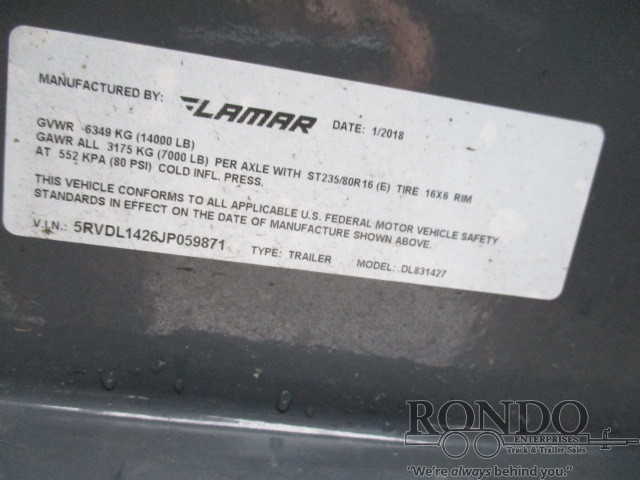 MANUFACTURED BY: LAMAR DATE: 1/2018
GVWR 6349 KG (14000 LB)
GAWR ALL 3175 KG (7000 LB) PER AXLE WITH ST235/80R16 (E) TIRE 16X6 RIM
AT 552 KPA (80 PSI) COLD INFL. PRESS.
THIS VEHICLE CONFORMS TO ALL APPLICABLE U.S. FEDERAL MOTOR VEHICLE SAFETY
STANDARDS IN EFFECT ON THE DATE OF MANUFACTURE SHOWN ABOVE.
V.I.N.: 5RVDL1426JP059871 TYPE: TRAILER MODEL: DL831427
RONDO
ENTERPRISES
Truck & Trailer Sales
"We're always behind you."